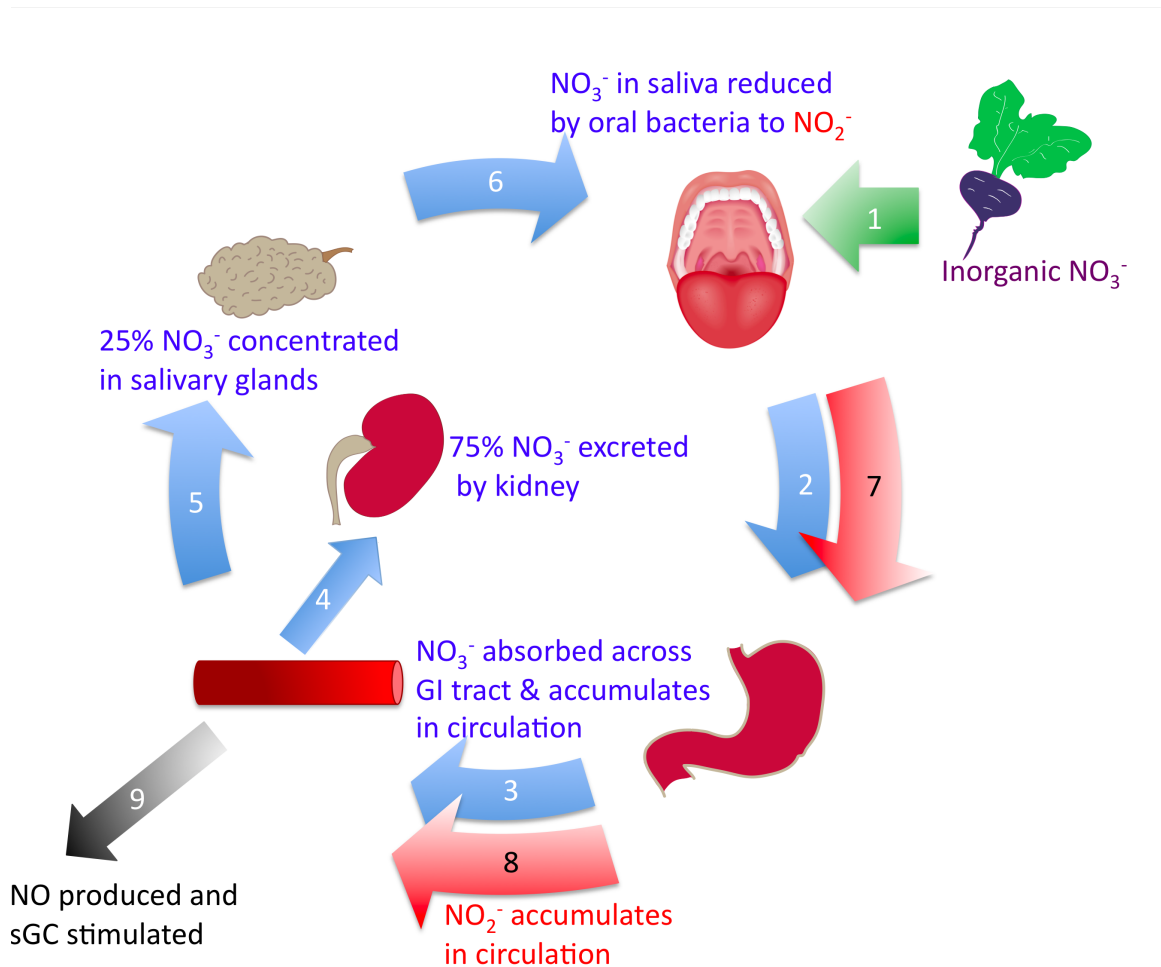 NO₃⁻ in saliva reduced
by oral bacteria to NO₂⁻
6
1
Inorganic NO₃⁻
25% NO₃⁻ concentrated
in salivary glands
75% NO₃⁻ excreted
by kidney
5
2
7
4
NO₃⁻ absorbed across
GI tract & accumulates
in circulation
3
9
8
NO produced and
sGC stimulated
NO₂⁻ accumulates
in circulation